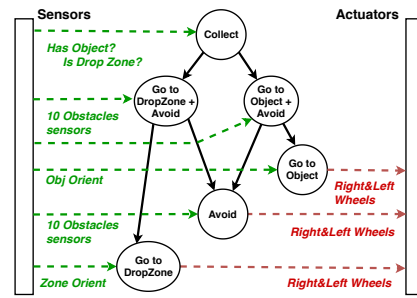 Sensors
Actuators
Collect
Has Object?
Is Drop Zone?
Go to
DropZone +
Avoid
Go to
Object +
Avoid
10 Obstacles
sensors
Go to
Object
Obj Orient
Right&Left
Wheels
Avoid
10 Obstacles
sensors
Right&Left Wheels
Go to
DropZone
Zone Orient
Right&Left Wheels